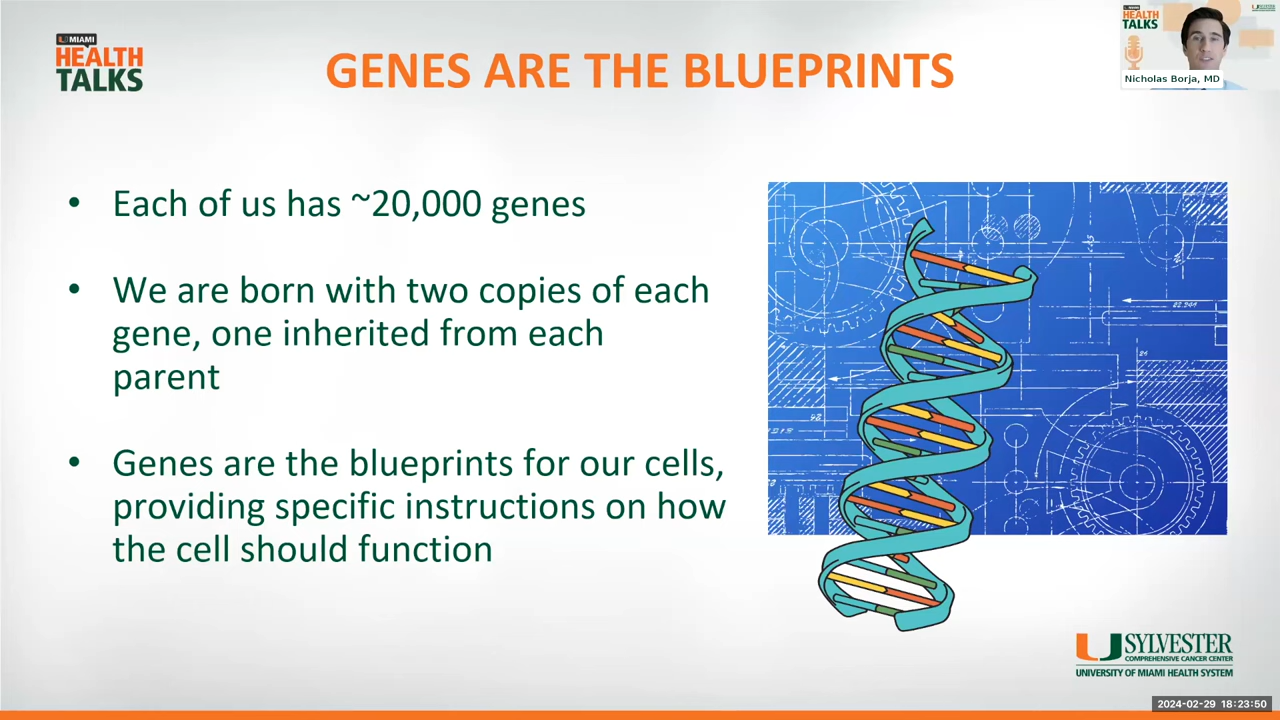 MIAMI
HEALTH
TALKS
GENES ARE THE BLUEPRINTS
HEALTH
TALKS
SYLVESTER
Nicholas Borja, MD
• Each of us has ~20,000 genes
• We are born with two copies of each
gene, one inherited from each
parent
• Genes are the blueprints for our cells,
providing specific instructions on how
the cell should function
SYLVESTER
COMPREHENSIVE CANCER CENTER
UNIVERSITY OF MIAMI HEALTH SYSTEM
2024-02-29 18:23:50